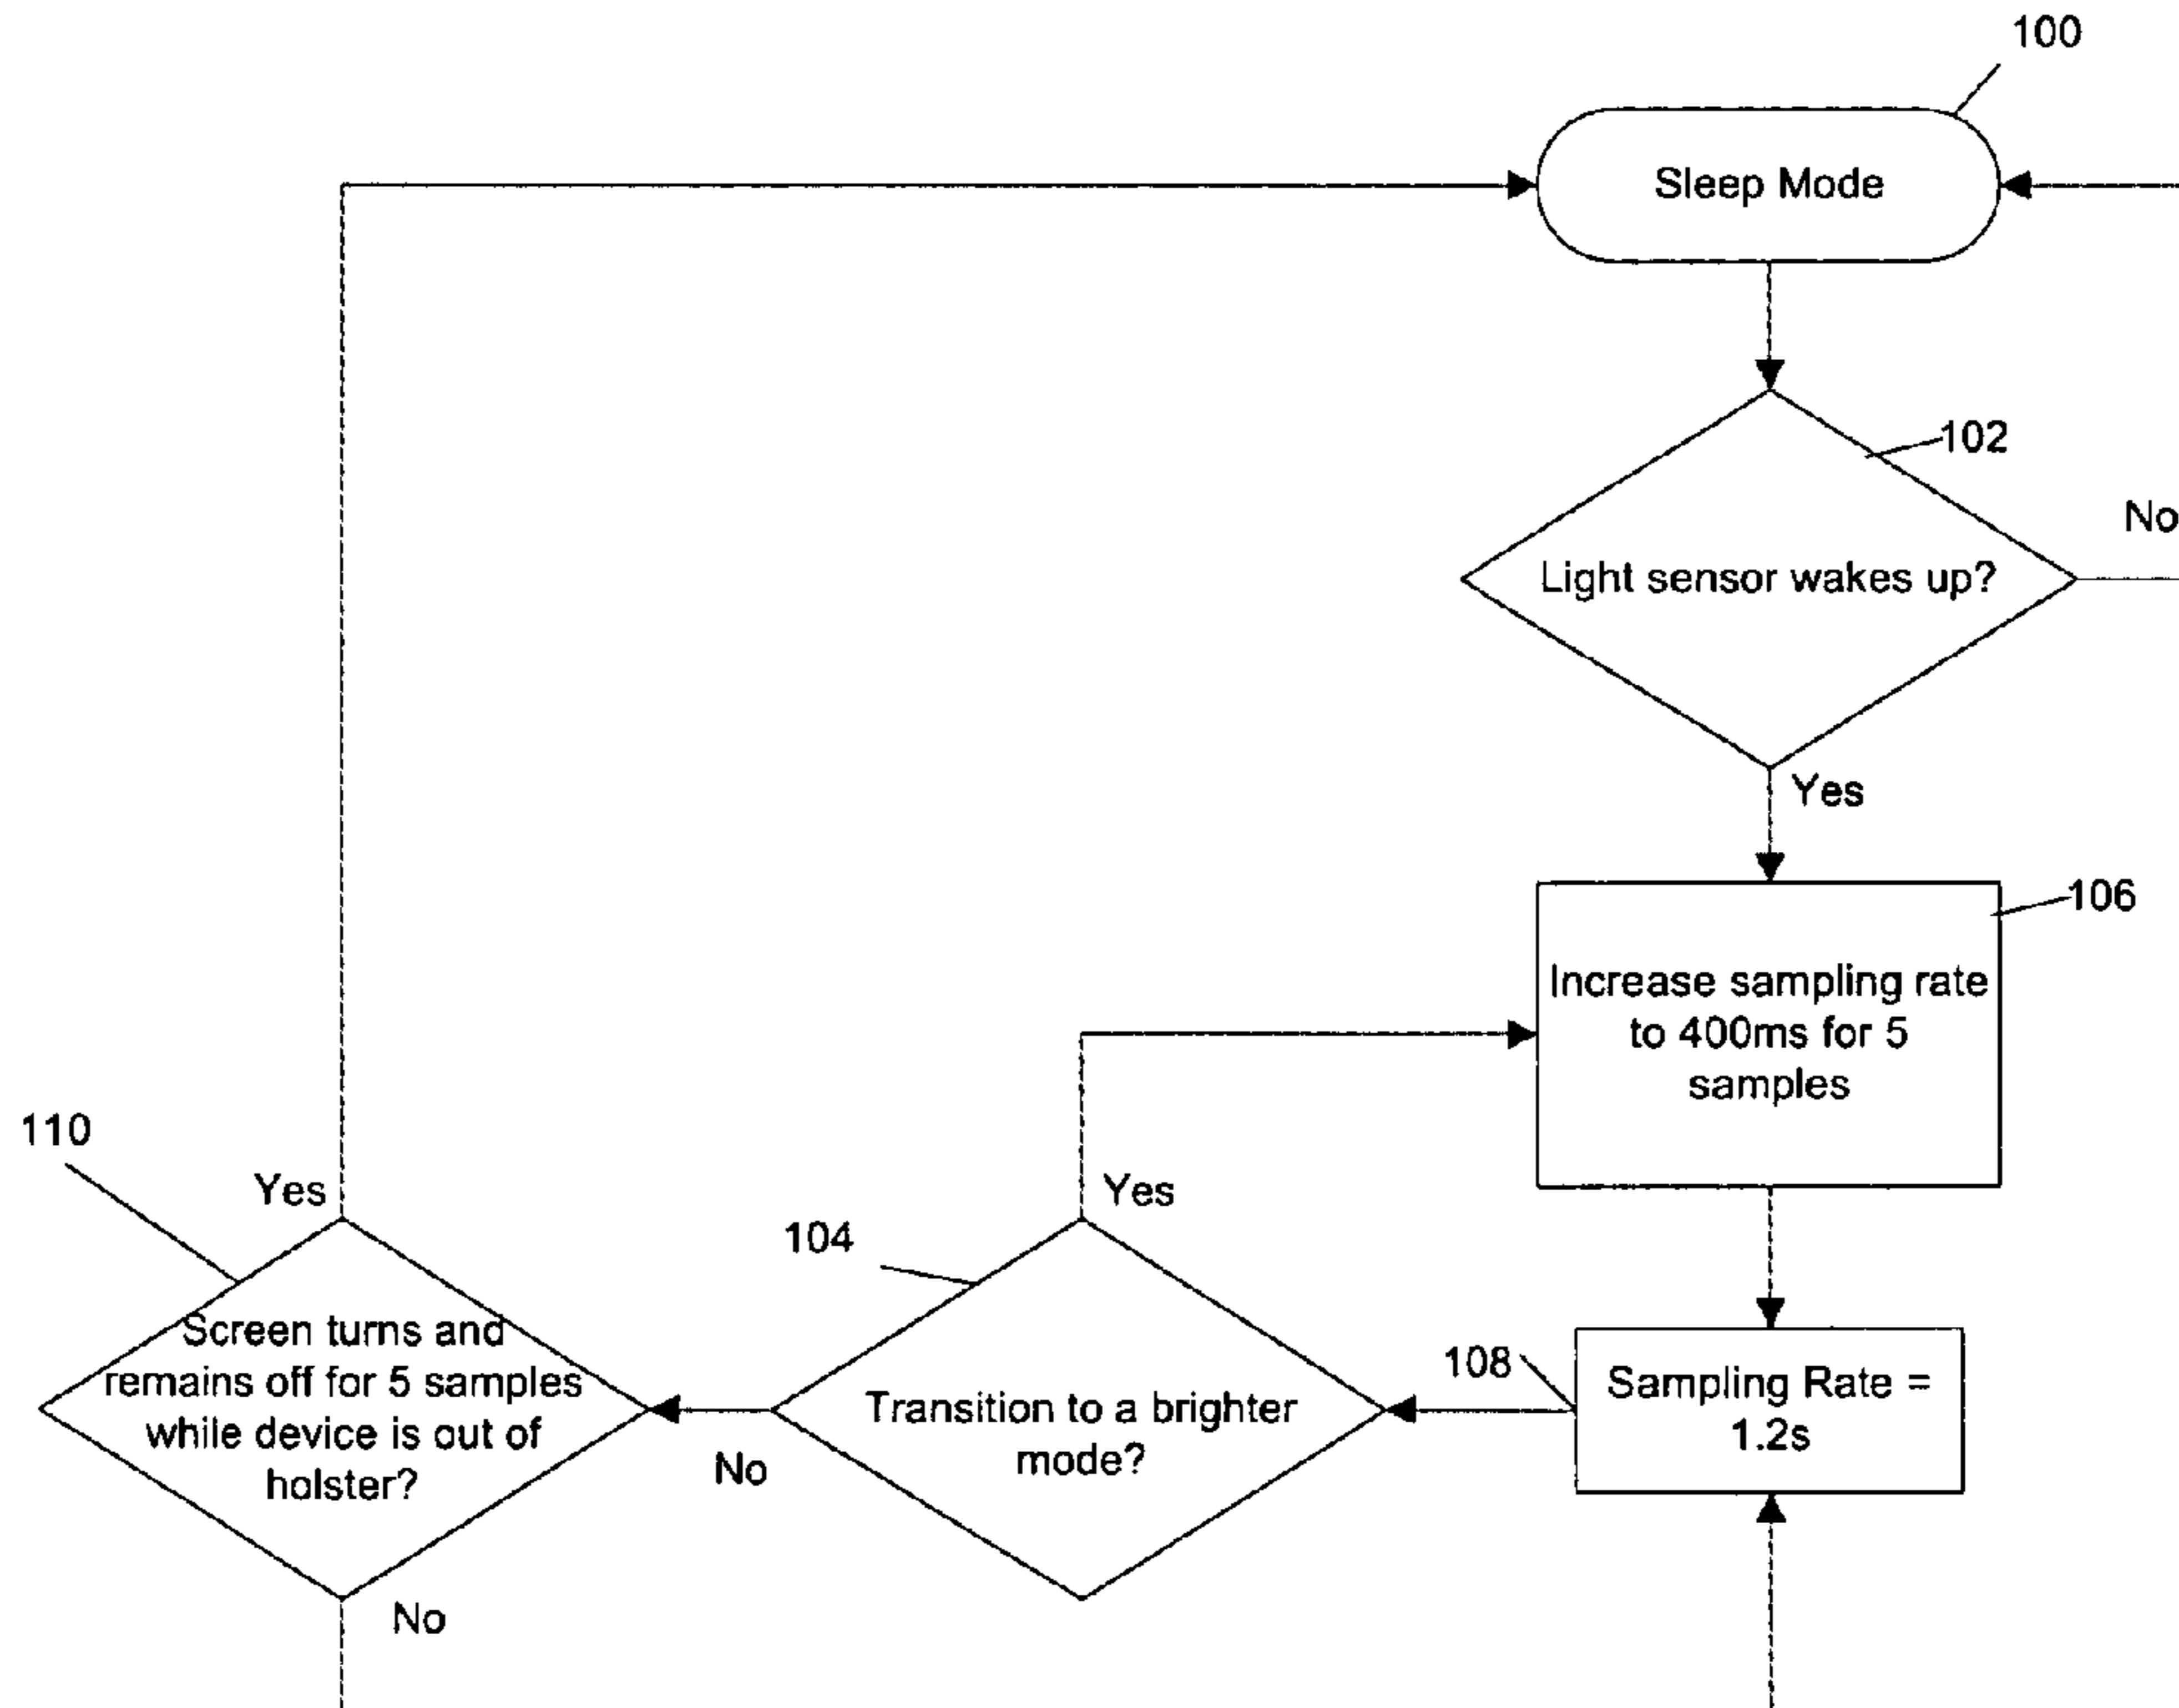 100
Sleep Mode
102
No
Light sensor wakes up?
Yes
106
Increase sampling rate
to 400ms for 5
samples
110
Yes
Yes
104
Screen turns and
remains off for 5 samples
while device is out of
holster?
Transition to a brighter
mode?
108
Sampling Rate =
1.2s
No
No